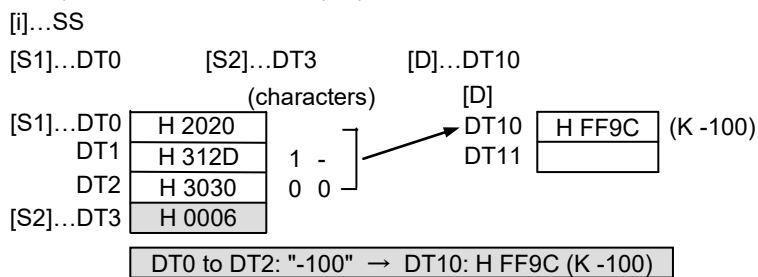 [i]…SS
[S1]…DT0 [S2]…DT3 [D]…DT10
(characters) [D]
[S1]…DT0 H 2020 DT10 H FF9C (K -100)
DT1 H 312D 1 - DT11
DT2 H 3030 0 0
[S2]…DT3 H 0006
DT0 to DT2: "-100" → DT10: H FF9C (K -100)